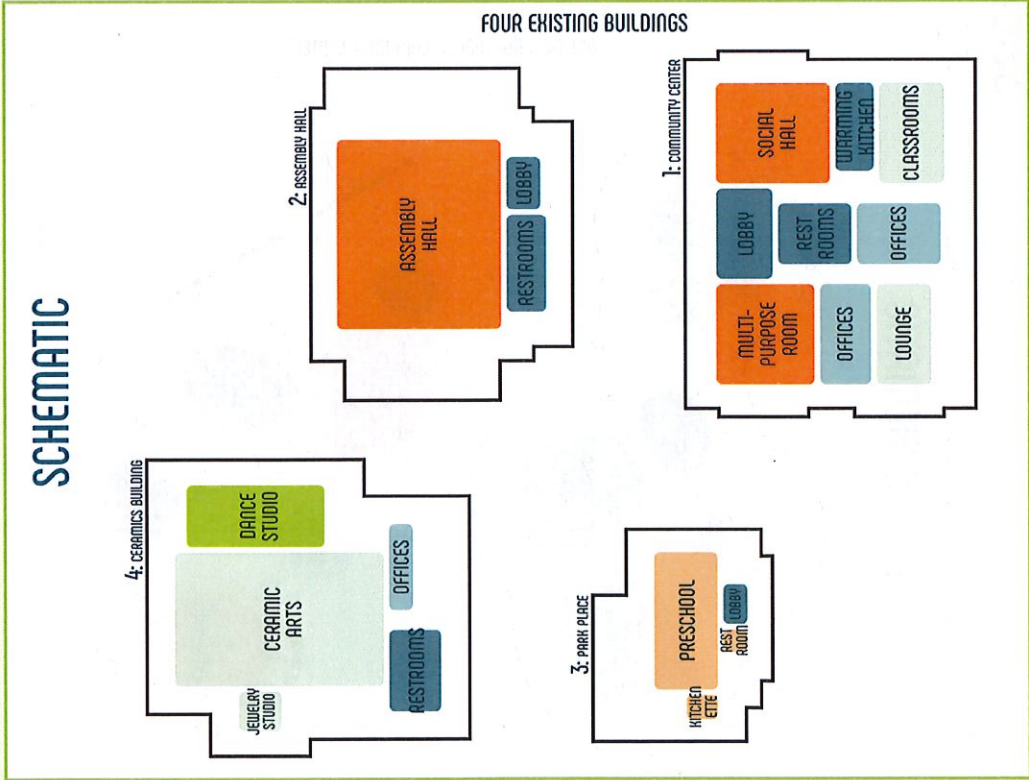 SCHEMATIC
FOUR EXISTING BUILDINGS
1: COMMUNITY CENTER
MULTI-
PURPOSE
ROOM
LOBBY
SOCIAL
HALL
OFFICES
REST
ROOMS
WARMING
KITCHEN
LOUNGE
OFFICES
CLASSROOMS
2: ASSEMBLY HALL
ASSEMBLY
HALL
RESTROOMS
LOBBY
3: PARK PLACE
PRESCHOOL
KITCHEN
ETTE
REST
ROOM
LOBBY
4: CERAMICS BUILDING
JEWELRY
STUDIO
CERAMIC
ARTS
DANCE
STUDIO
RESTROOMS
OFFICES